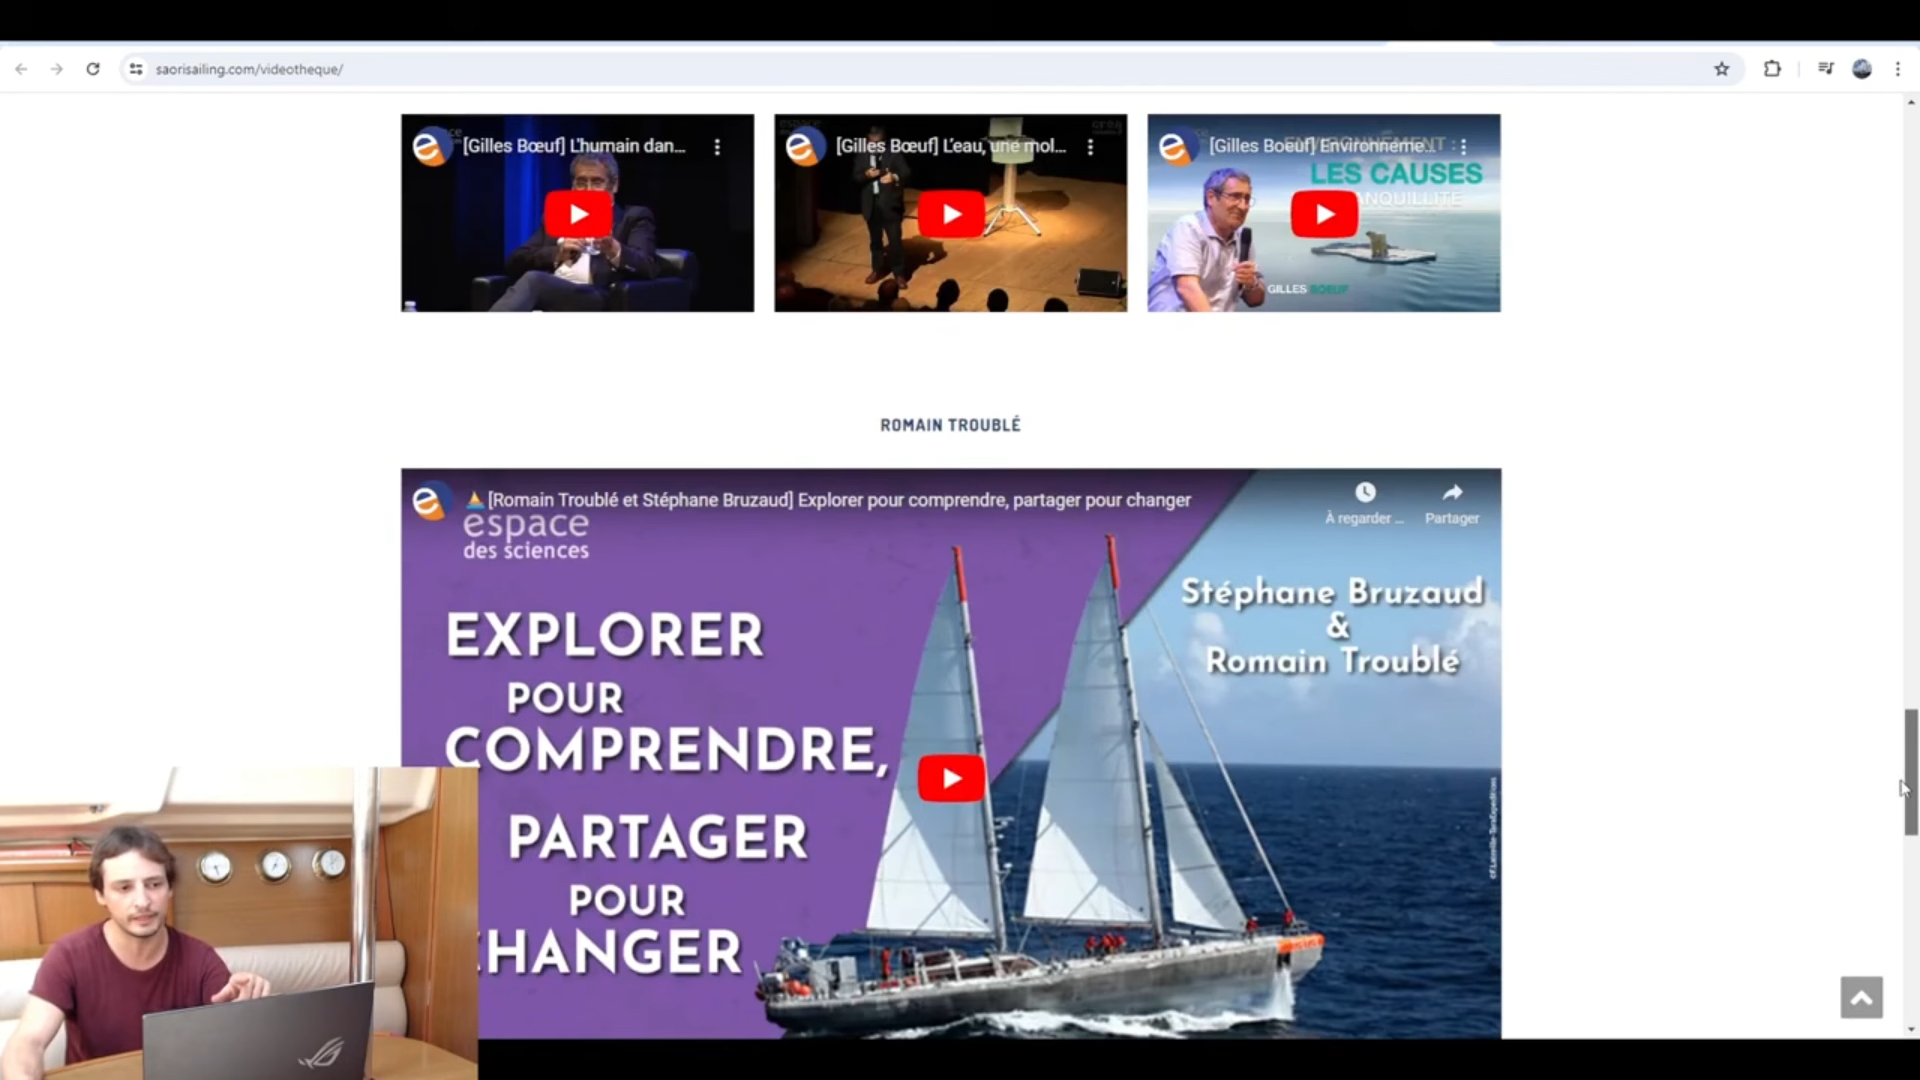 saorisailing.com/videotheque/
[Gilles Bœuf] L'humain dan...
[Gilles Bœuf] L'eau, une mol...
[Gilles Boeuf] Environneme...
LES CAUSES
GILLES BOEUF
ROMAIN TROUBLÉ
[Romain Troublé et Stéphane Bruzaud] Explorer pour comprendre, partager pour changer
À regarder ...
Partager
espace
des sciences
Stéphane Bruzaud
&
Romain Troublé
EXPLORER
POUR
COMPRENDRE,
PARTAGER
POUR
HANGER